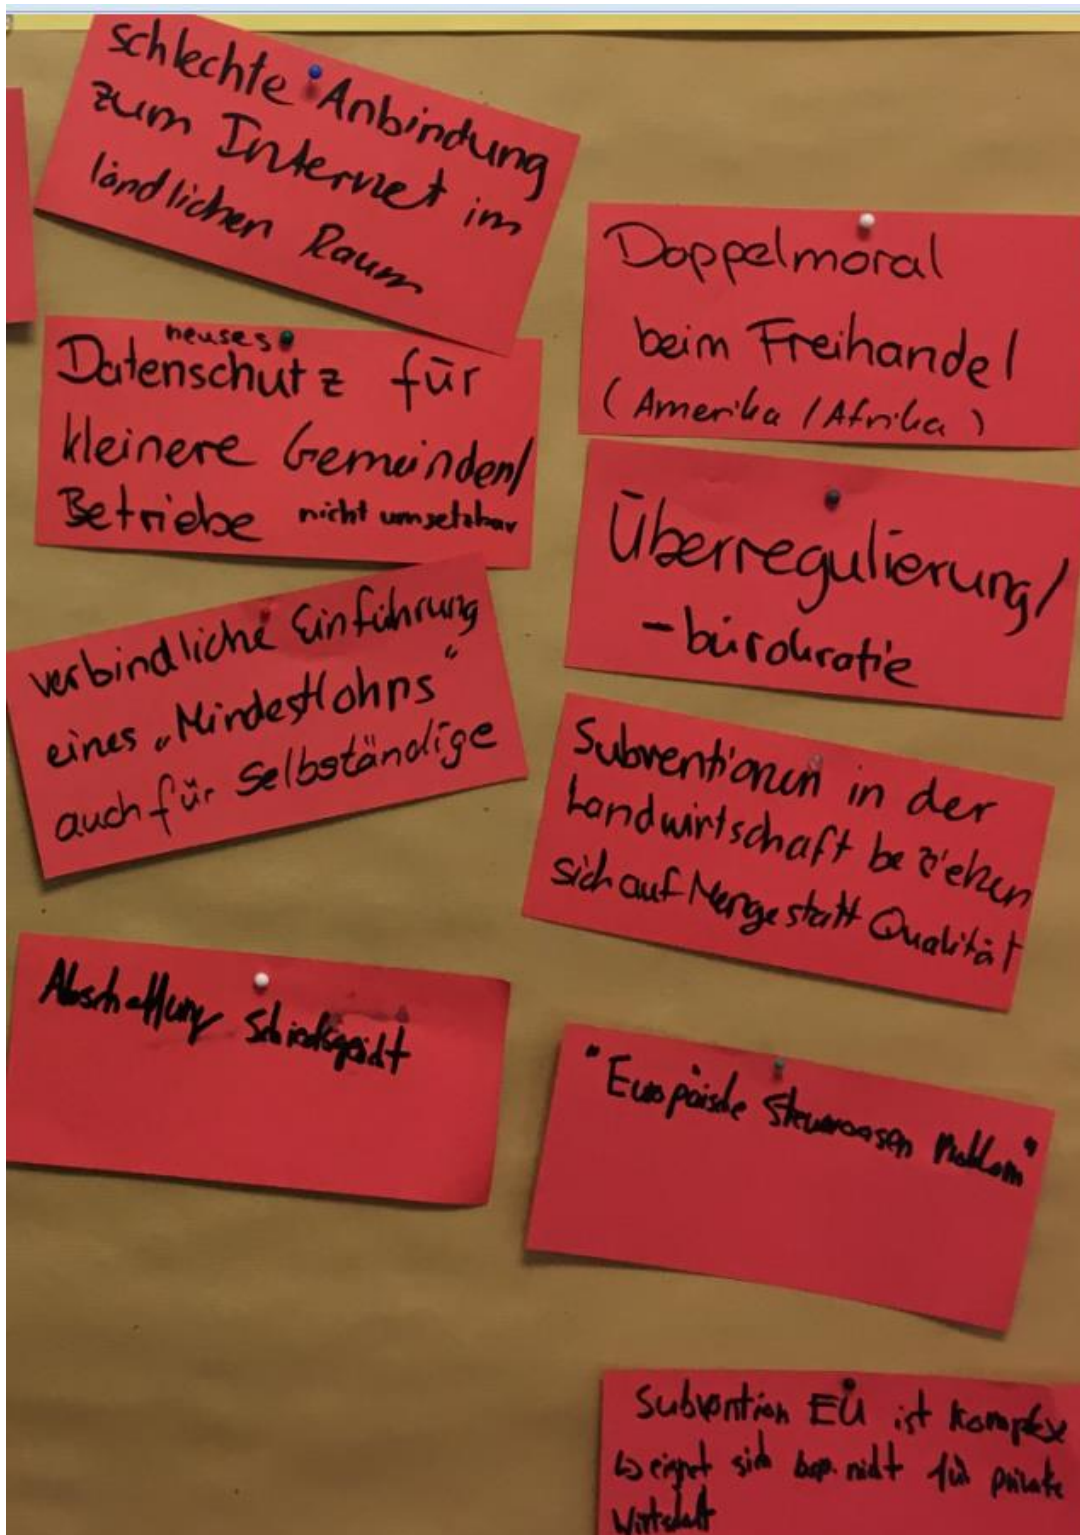 schlechte Anbindung
zum Internet im
ländlichen Raum
neuses
Datenschutz für
kleinere Gemeinden/
Betriebe nicht umsetzbar
verbindliche Einführung
eines „Mindestlohns“
auch für Selbständige
Abschaffung Schiedsgericht
Doppelmoral
beim Freihandel
(Amerika / Afrika)
Überregulierung/
-bürokratie
Subventionen in der
Landwirtschaft beziehen
sich auf Menge statt Qualität
"Europäische Steueroasen Problem"
Subvention EU ist komplex
↳ eignet sich bsp. nicht für private
Wirtschaft